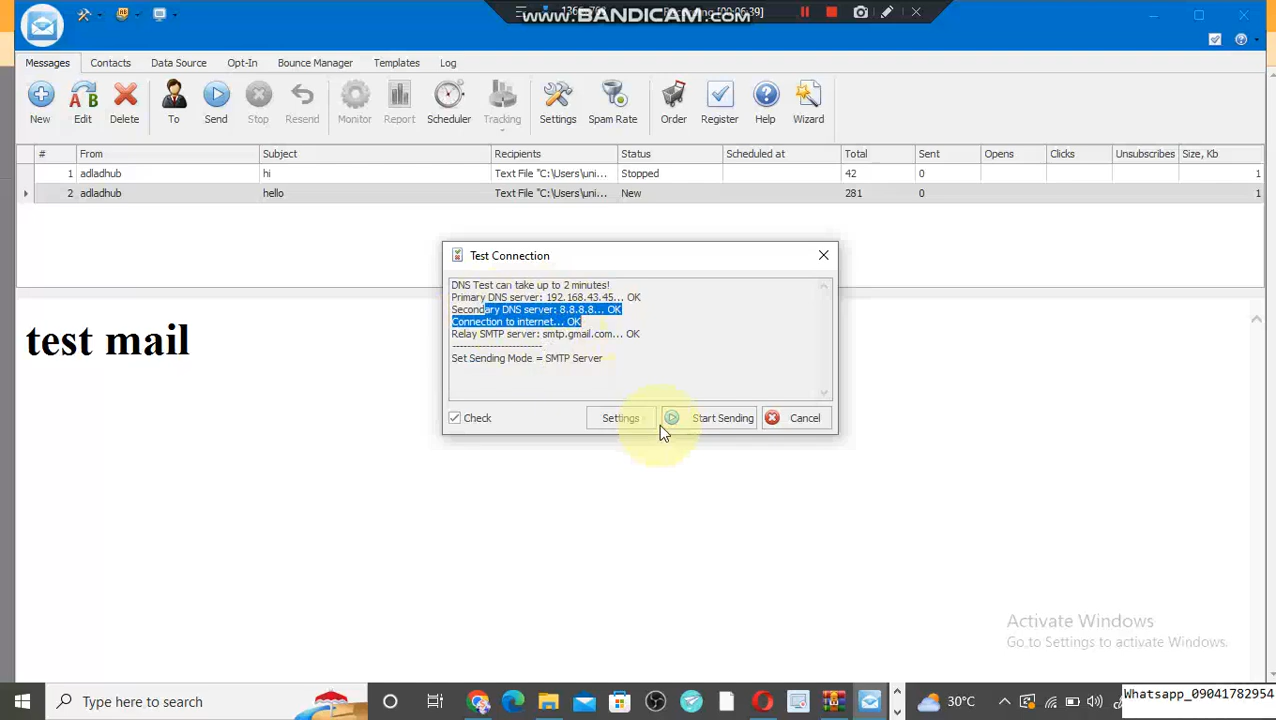 www.BANDICAM.com
Messages Contacts Data Source Opt-In Bounce Manager Templates Log
New Edit Delete To Send Stop Resend Monitor Report Scheduler Tracking Settings Spam Rate Order Register Help Wizard
# From Subject Recipients Status Scheduled at Total Sent Opens Clicks Unsubscribes Size, Kb
1 adladhub hi Text File "C:\Users\uni... Stopped 42 0 1
2 adladhub hello Text File "C:\Users\uni... New 281 0 1
Test Connection
DNS Test can take up to 2 minutes!
Primary DNS server: 192.168.43.45... OK
Secondary DNS server: 8.8.8.8... OK
Connection to internet... OK
Relay SMTP server: smtp.gmail.com... OK
------------------------
Set Sending Mode = SMTP Server
Check Settings Start Sending Cancel
test mail
Activate Windows
Go to Settings to activate Windows.
Type here to search
30°C
Whatsapp_09041782954